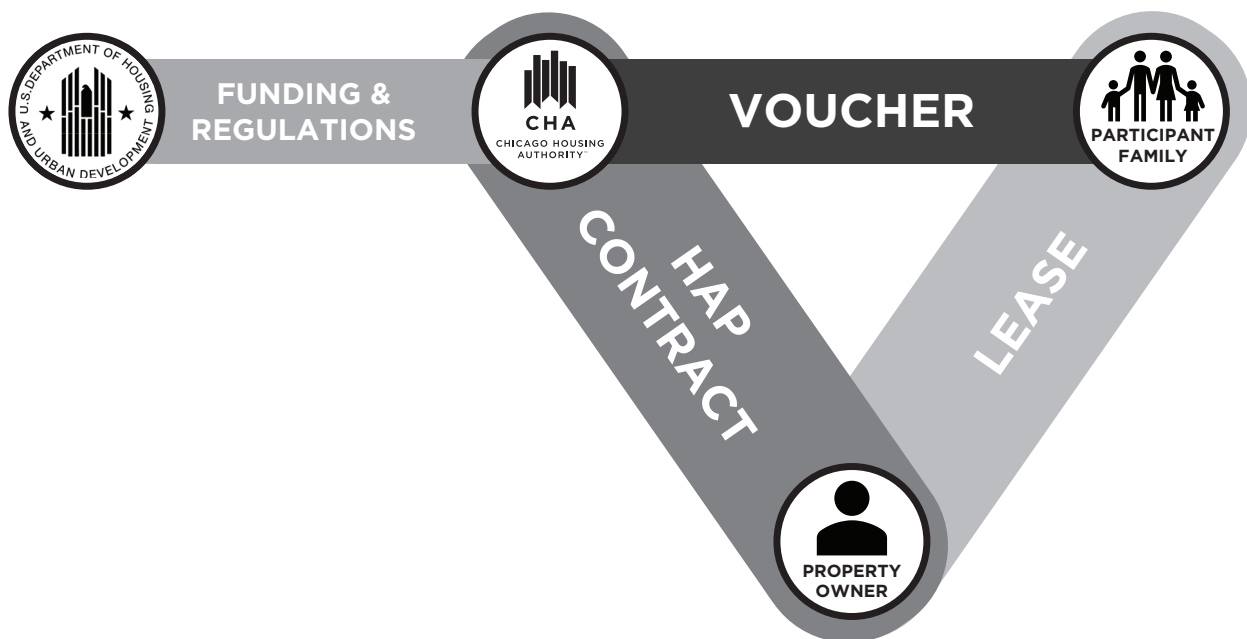 U.S. DEPARTMENT OF HOUSING
AND URBAN DEVELOPMENT
FUNDING &
REGULATIONS
CHA
CHICAGO HOUSING
AUTHORITY™
VOUCHER
PARTICIPANT
FAMILY
HAP
CONTRACT
LEASE
PROPERTY
OWNER